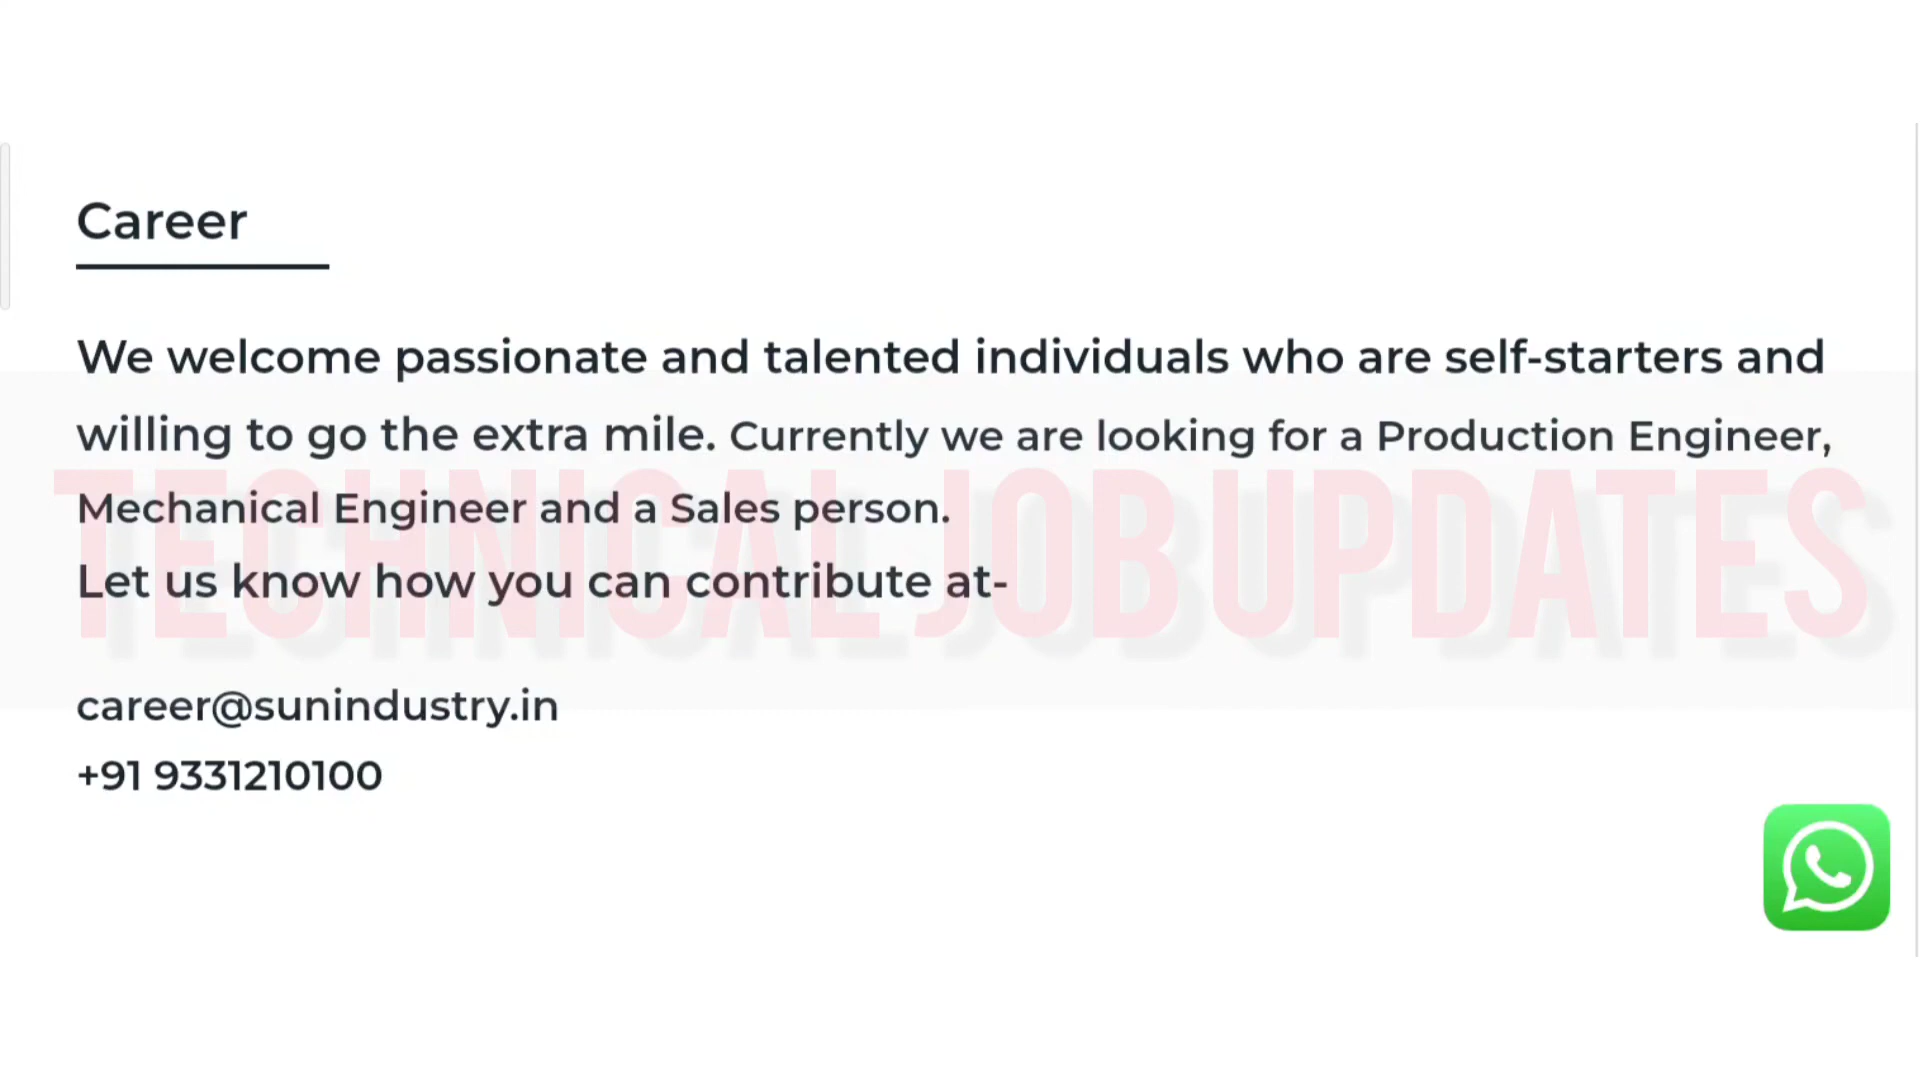 Career
We welcome passionate and talented individuals who are self-starters and
willing to go the extra mile. Currently we are looking for a Production Engineer,
Mechanical Engineer and a Sales person.
TECHNICAL JOB UPDATES
Let us know how you can contribute at-
career@sunindustry.in
+91 9331210100